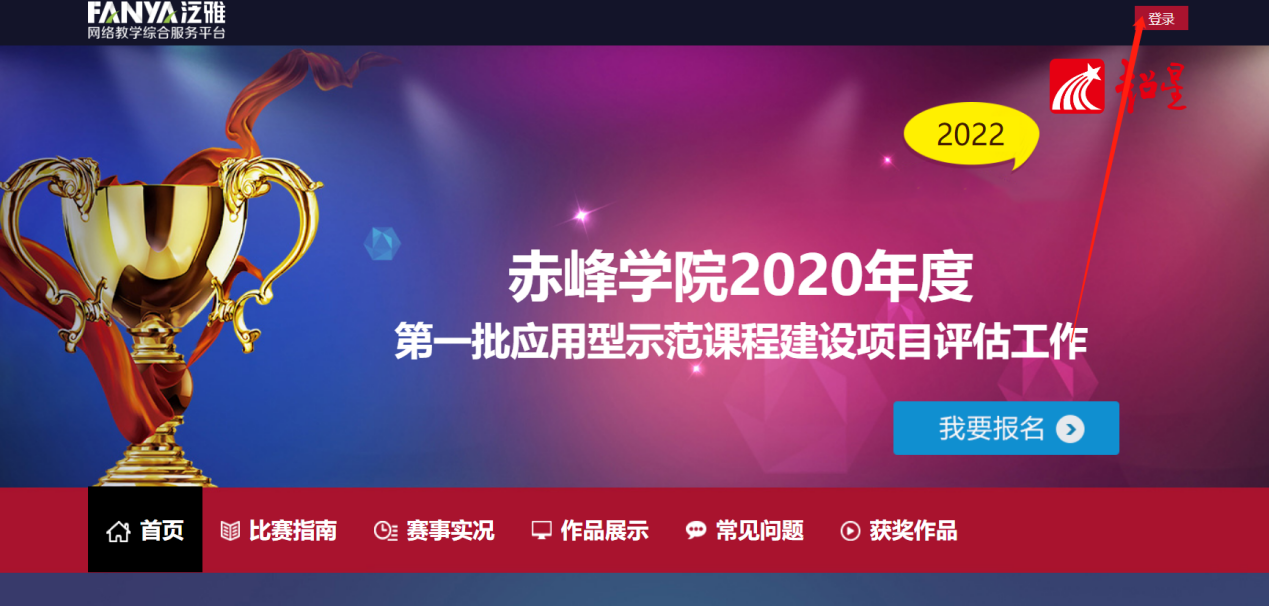 FANYA泛雅
网络教学综合服务平台
登录
超星
2022
赤峰学院2020年度
第一批应用型示范课程建设项目评估工作
我要报名
首页
比赛指南
赛事实况
作品展示
常见问题
获奖作品